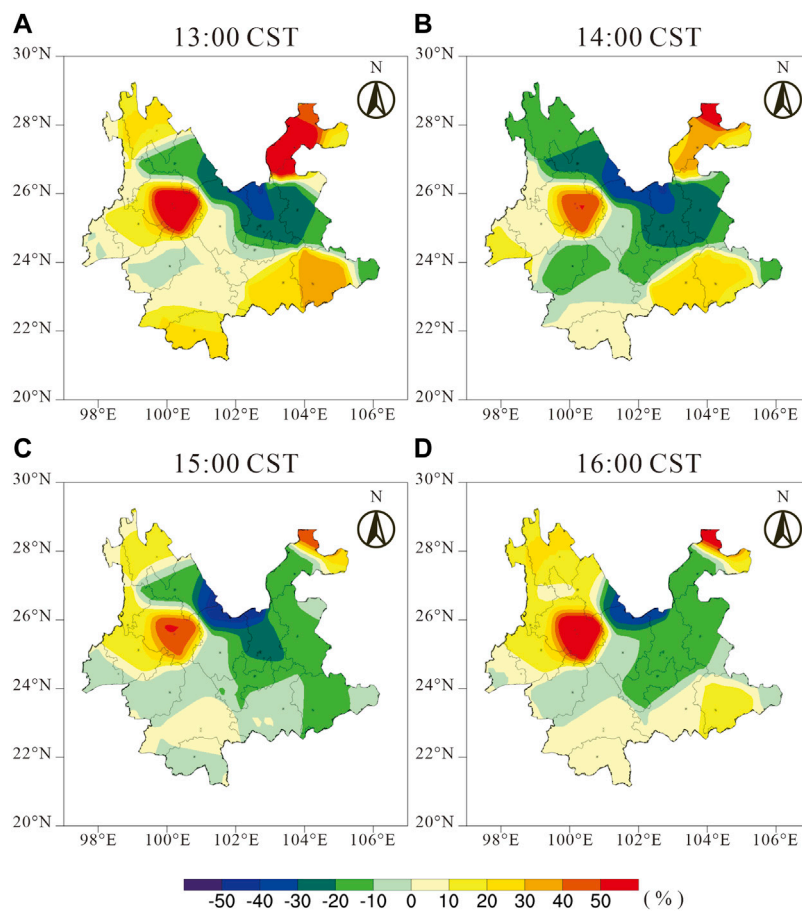 A
13:00 CST
B
14:00 CST
30°N
N
28°N
26°N
24°N
22°N
20°N
98°E 100°E 102°E 104°E 106°E
30°N
N
28°N
26°N
24°N
22°N
20°N
98°E 100°E 102°E 104°E 106°E
C
15:00 CST
D
16:00 CST
30°N
N
28°N
26°N
24°N
22°N
20°N
98°E 100°E 102°E 104°E 106°E
30°N
N
28°N
26°N
24°N
22°N
20°N
98°E 100°E 102°E 104°E 106°E
-50 -40 -30 -20 -10 0 10 20 30 40 50 (%)